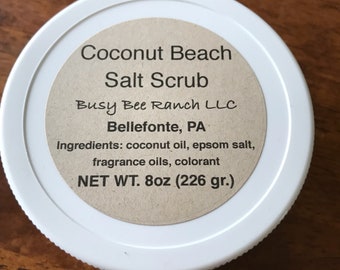 Coconut Beach
Salt Scrub
Busy Bee Ranch LLC
Bellefonte, PA
Ingredients: coconut oil, epsom salt,
fragrance oils, colorant
NET WT. 8oz (226 gr.)